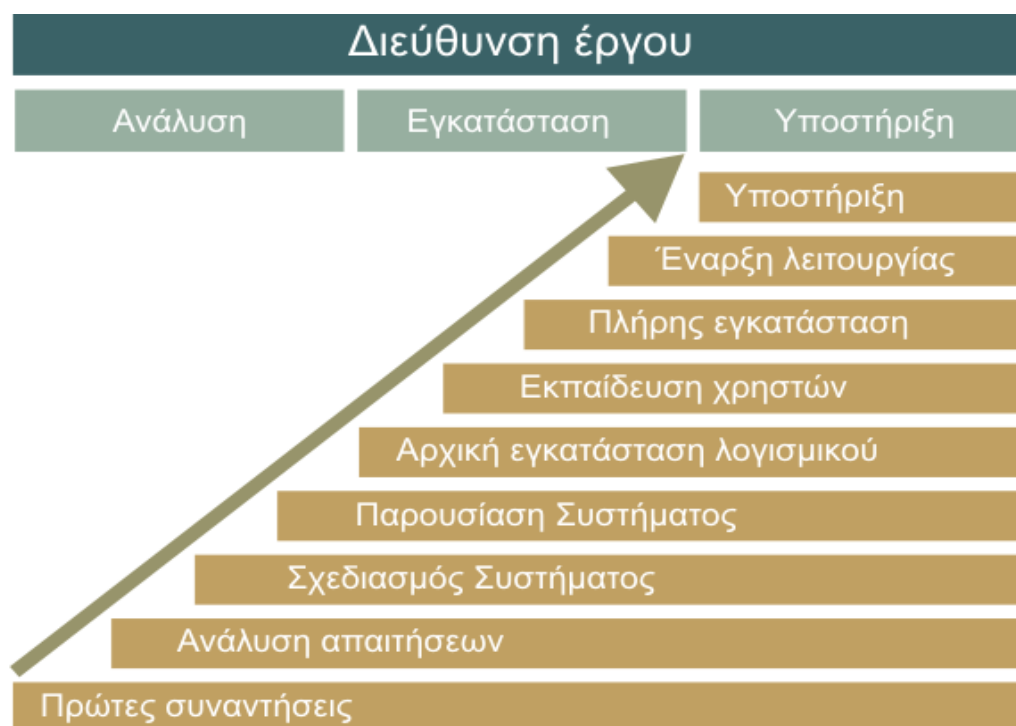 Διεύθυνση έργου
Ανάλυση
Εγκατάσταση
Υποστήριξη
Υποστήριξη
Έναρξη λειτουργίας
Πλήρης εγκατάσταση
Εκπαίδευση χρηστών
Αρχική εγκατάσταση λογισμικού
Παρουσίαση Συστήματος
Σχεδιασμός Συστήματος
Ανάλυση απαιτήσεων
Πρώτες συναντήσεις